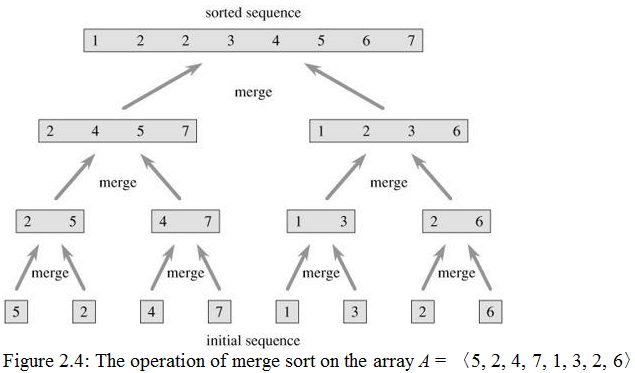 sorted sequence
1 2 2 3 4 5 6 7
merge
2 4 5 7 1 2 3 6
merge merge
2 5 4 7 1 3 2 6
merge merge merge merge
5 2 4 7 1 3 2 6
initial sequence
Figure 2.4: The operation of merge sort on the array A = 〈5, 2, 4, 7, 1, 3, 2, 6〉